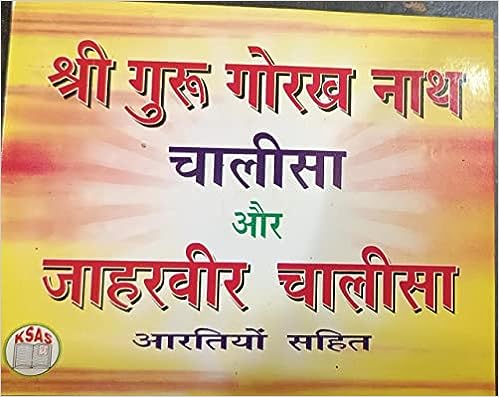 श्री गुरु गोरख नाथ
चालीसा
और
जाहरवीर चालीसा
आरतियों सहित
KSAS